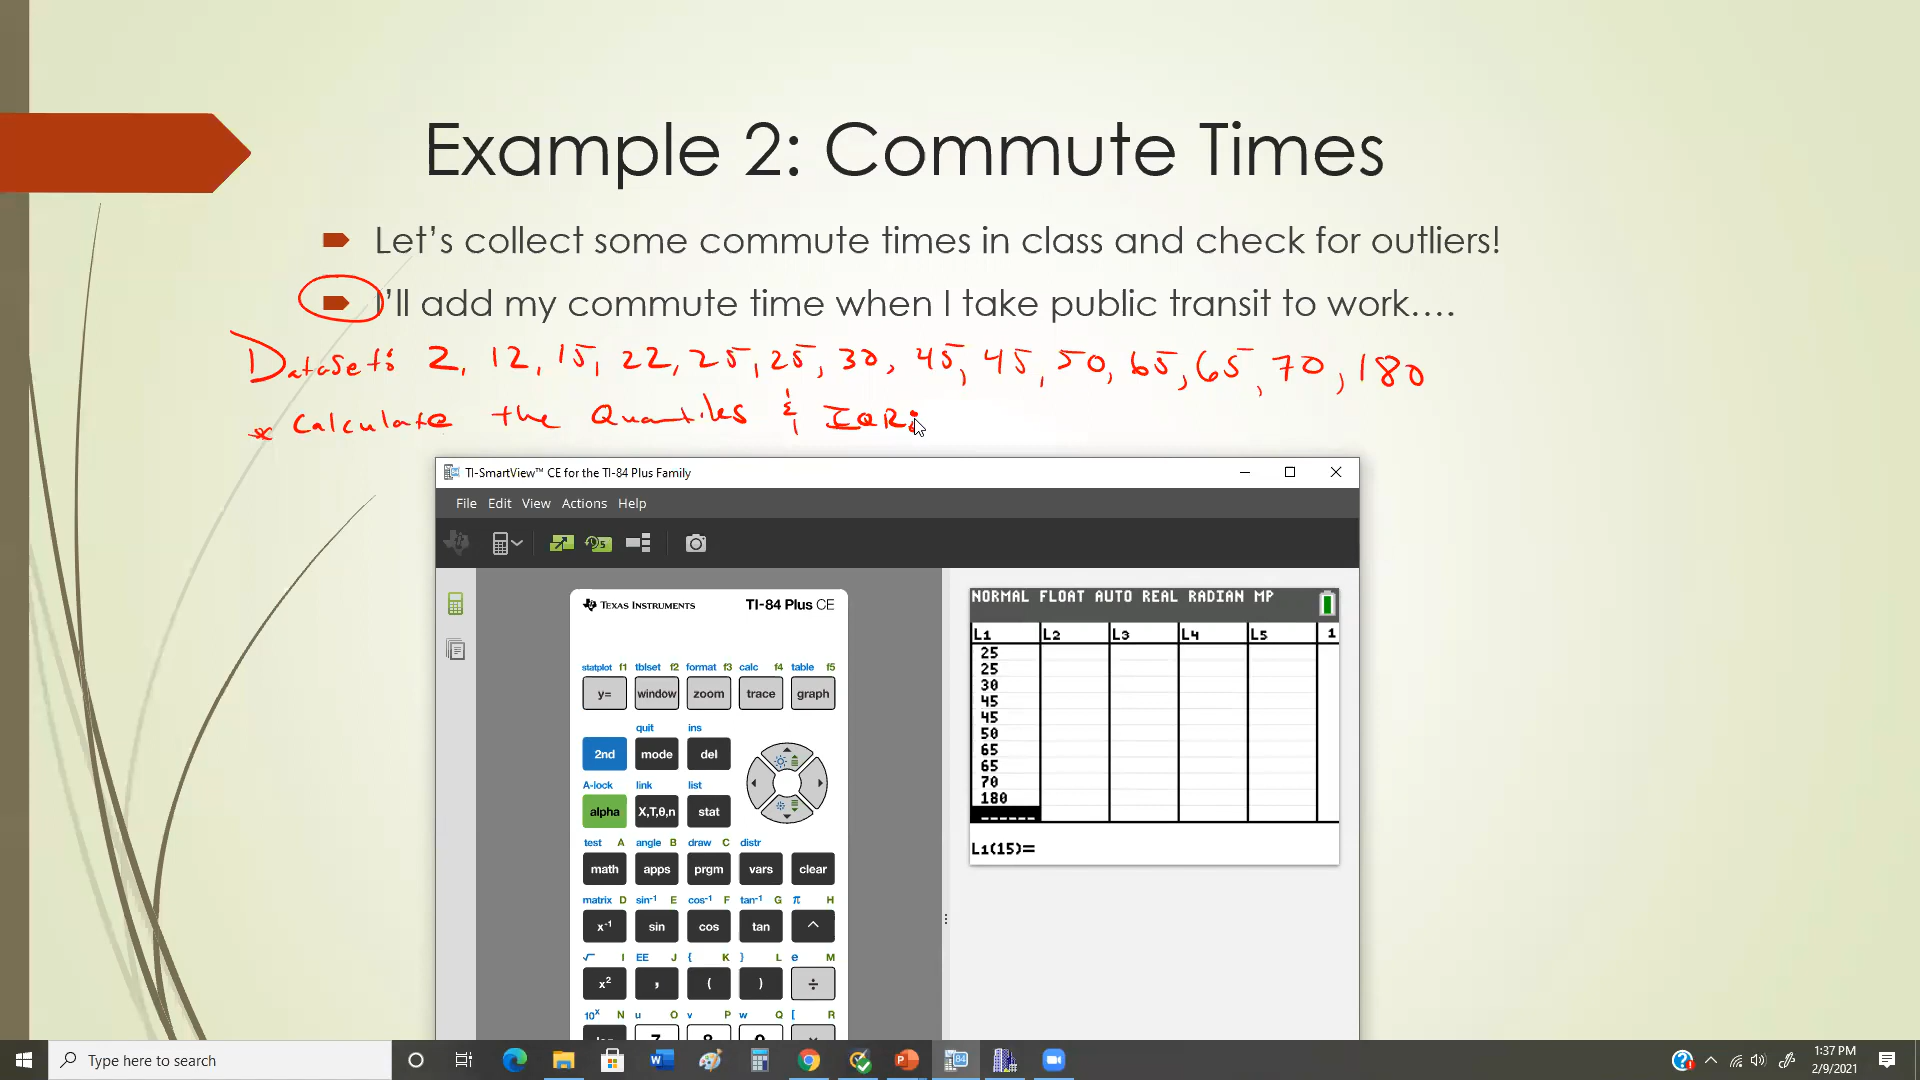 Example 2: Commute Times
Let's collect some commute times in class and check for outliers!
I'll add my commute time when I take public transit to work....
Dataset: 2, 12, 15, 22, 25, 25, 30, 45, 45, 50, 65, 65, 70, 180
* Calculate the Quantiles & IQR:
TI-SmartView™ CE for the TI-84 Plus Family
File Edit View Actions Help
TEXAS INSTRUMENTS TI-84 Plus CE
statplot f1 tblset f2 format f3 calc f4 table f5
y= window zoom trace graph
quit ins
2nd mode del
A-lock link list
alpha X,T,θ,n stat
test A angle B draw C distr
math apps prgm vars clear
matrix D sin⁻¹ E cos⁻¹ F tan⁻¹ G π H
x⁻¹ sin cos tan ^
√ I EE J { K } L e M
x² , ( ) ÷
10ˣ N u O v P w Q [ R
NORMAL FLOAT AUTO REAL RADIAN MP
L1 L2 L3 L4 L5 1
25
25
30
45
45
50
65
65
70
180
------
L1(15)=
Type here to search
84
1:37 PM
2/9/2021